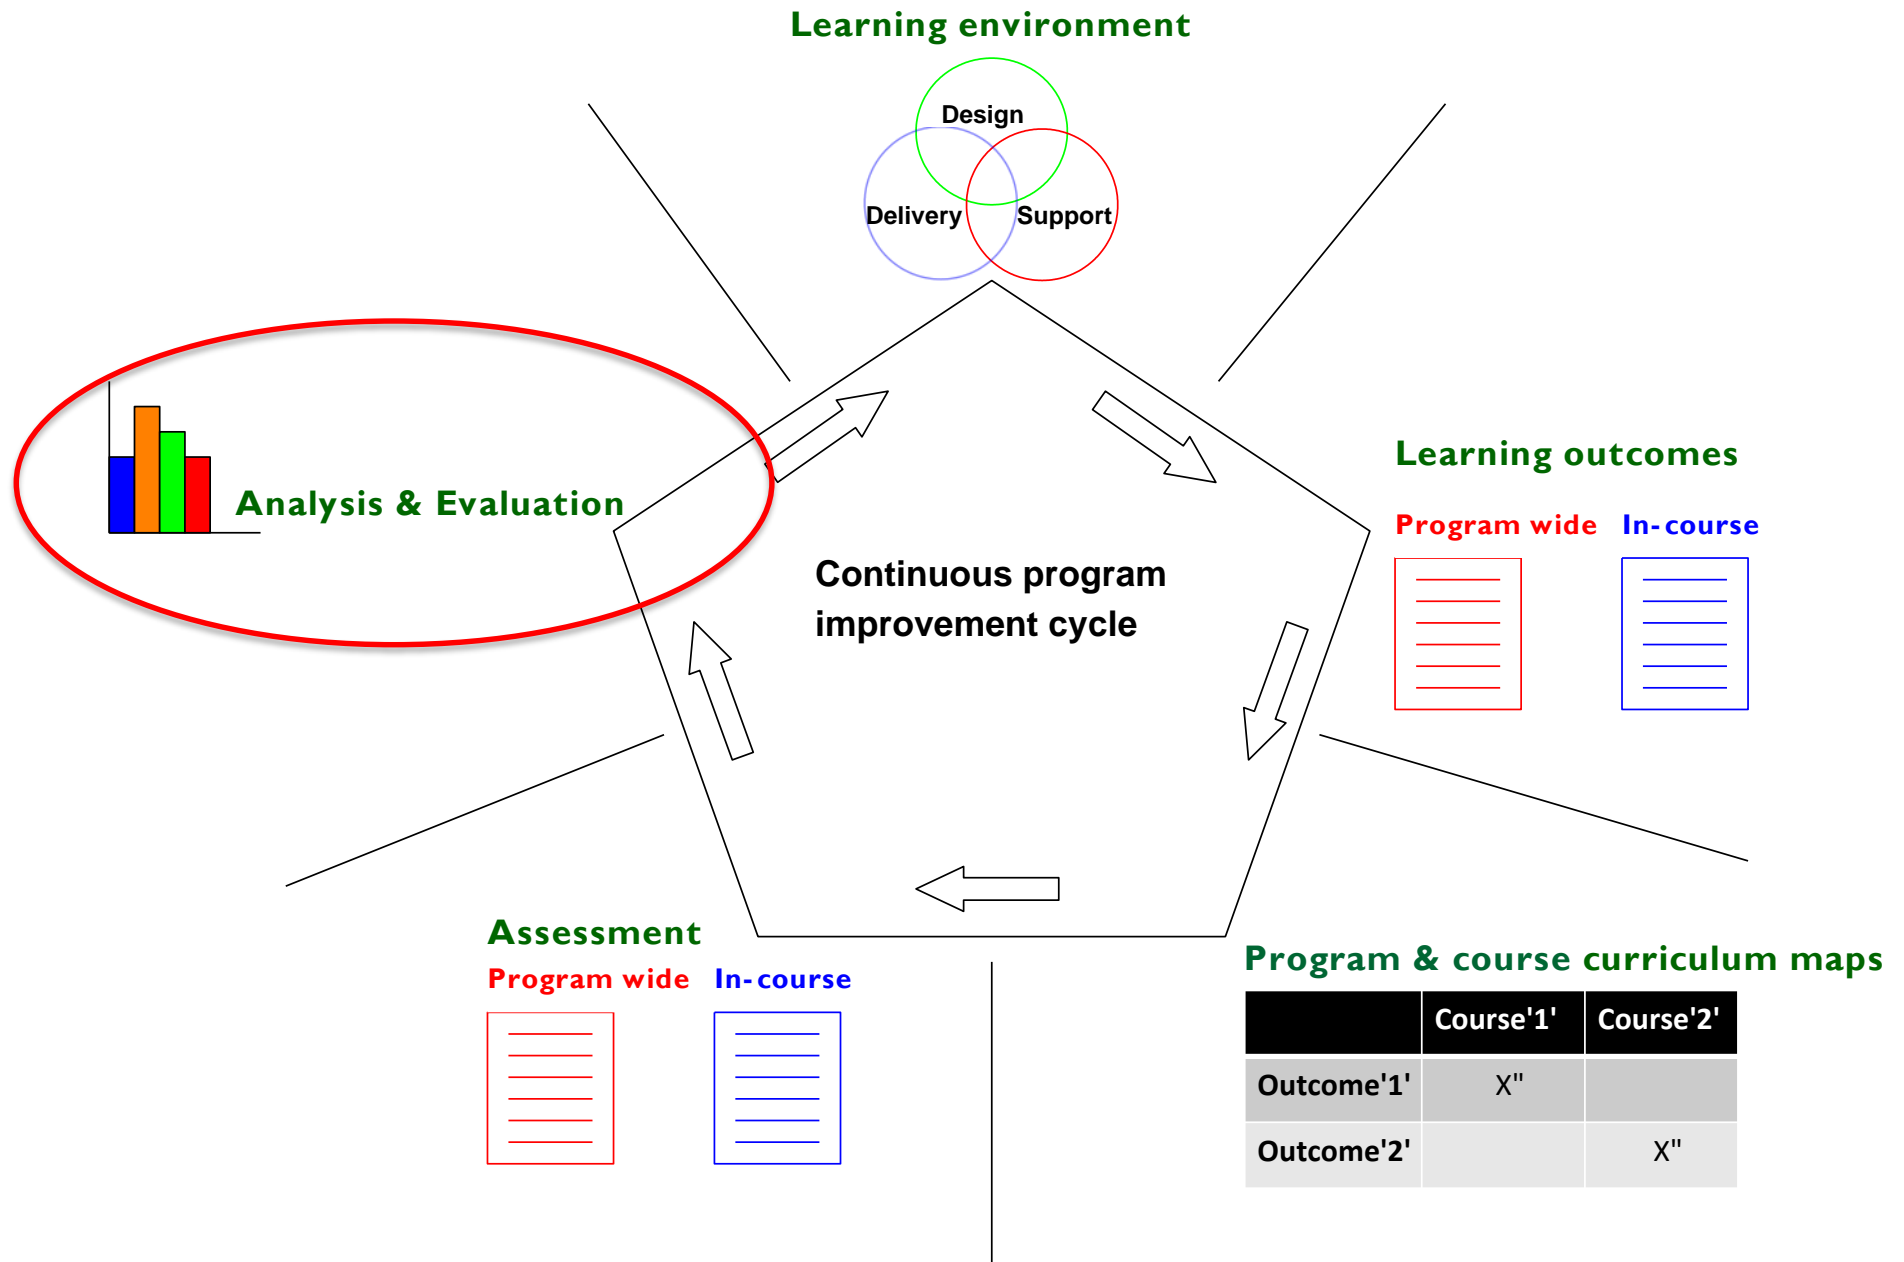 Learning environment
Design
Delivery
Support
Analysis & Evaluation
Continuous program
improvement cycle
Learning outcomes
Program wide
In-course
Assessment
Program wide
In-course
Program & course curriculum maps
Course'1' Course'2'
Outcome'1' X"
Outcome'2' X"